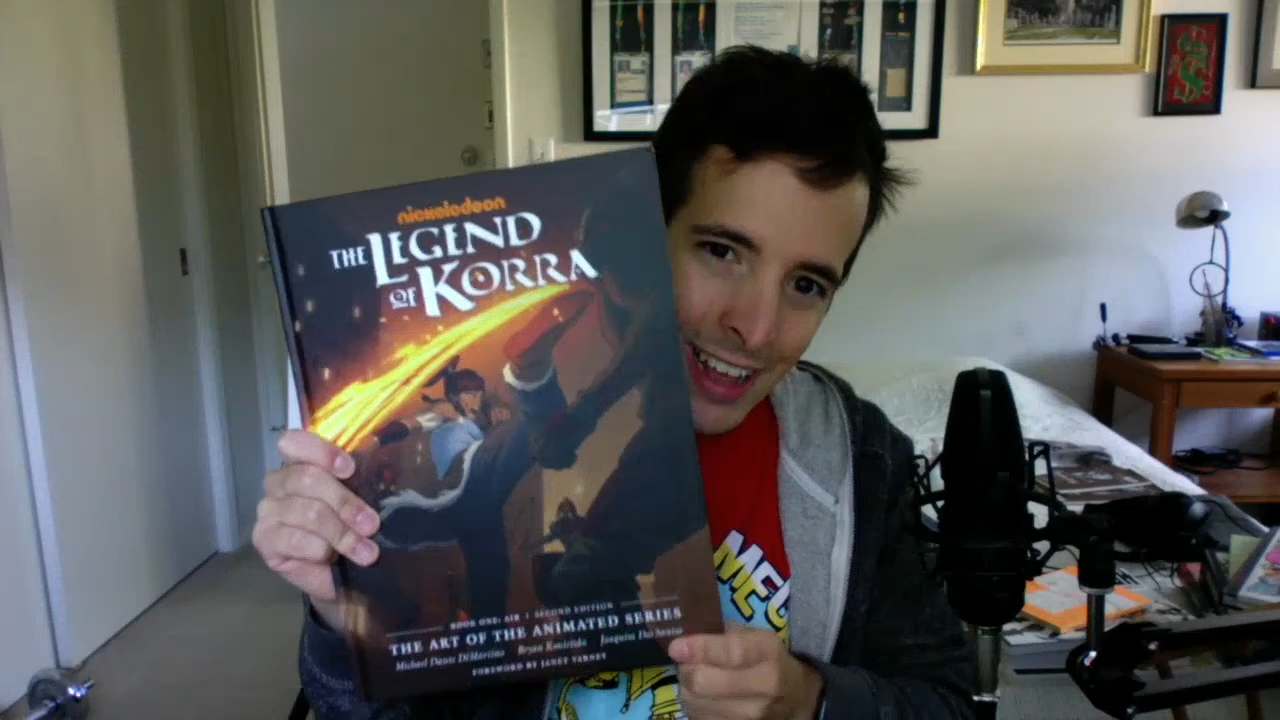 nickelodeon
THE LEGEND
OF KORRA
BOOK ONE: AIR | SECOND EDITION
THE ART OF THE ANIMATED SERIES
Michael Dante DiMartino Bryan Konietzko Joaquim Dos Santos
FOREWORD BY JANET VARNEY
MEG